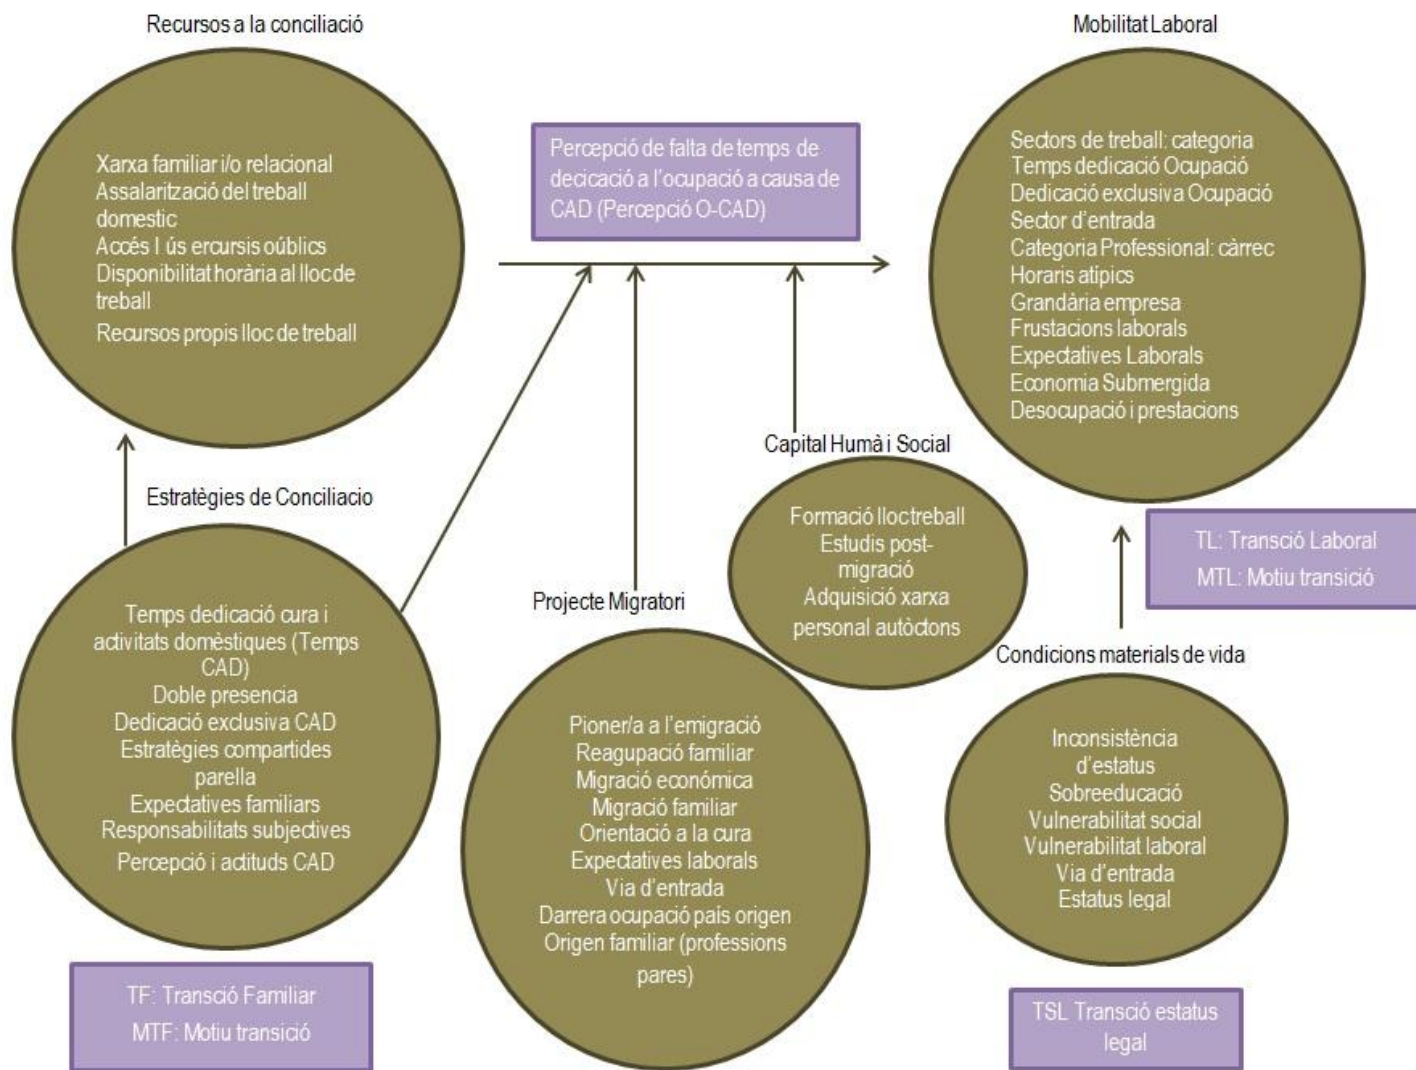 Recursos a la conciliació
Xarxa familiar i/o relacional
Assalarització del treball
domestic
Accés I ús ercursis oúblics
Disponibilitat horària al lloc de
treball
Recursos propis lloc de treball
Percepció de falta de temps de
decicació a l'ocupació a causa de
CAD (Percepció O-CAD)
Mobilitat Laboral
Sectors de treball: categoria
Temps dedicació Ocupació
Dedicació exclusiva Ocupació
Sector d'entrada
Categoria Professional: càrrec
Horaris atípics
Grandària empresa
Frustacions laborals
Expectatives Laborals
Economia Submergida
Desocupació i prestacions
Estratègies de Conciliacio
Temps dedicació cura i
activitats domèstiques (Temps
CAD)
Doble presencia
Dedicació exclusiva CAD
Estratègies compartides
parella
Expectatives familiars
Responsabilitats subjectives
Percepció i actituds CAD
TF: Transció Familiar
MTF: Motiu transició
Projecte Migratori
Pioner/a a l'emigració
Reagupació familiar
Migració económica
Migració familiar
Orientació a la cura
Expectatives laborals
Via d'entrada
Darrera ocupació país origen
Origen familiar (professions
pares)
Capital Humà i Social
Formació lloc treball
Estudis post-
migració
Adquisició xarxa
personal autòctons
TL: Transció Laboral
MTL: Motiu transició
Condicions materials de vida
Inconsistència
d'estatus
Sobreeducació
Vulnerabilitat social
Vulnerabilitat laboral
Via d'entrada
Estatus legal
TSL Transció estatus
legal